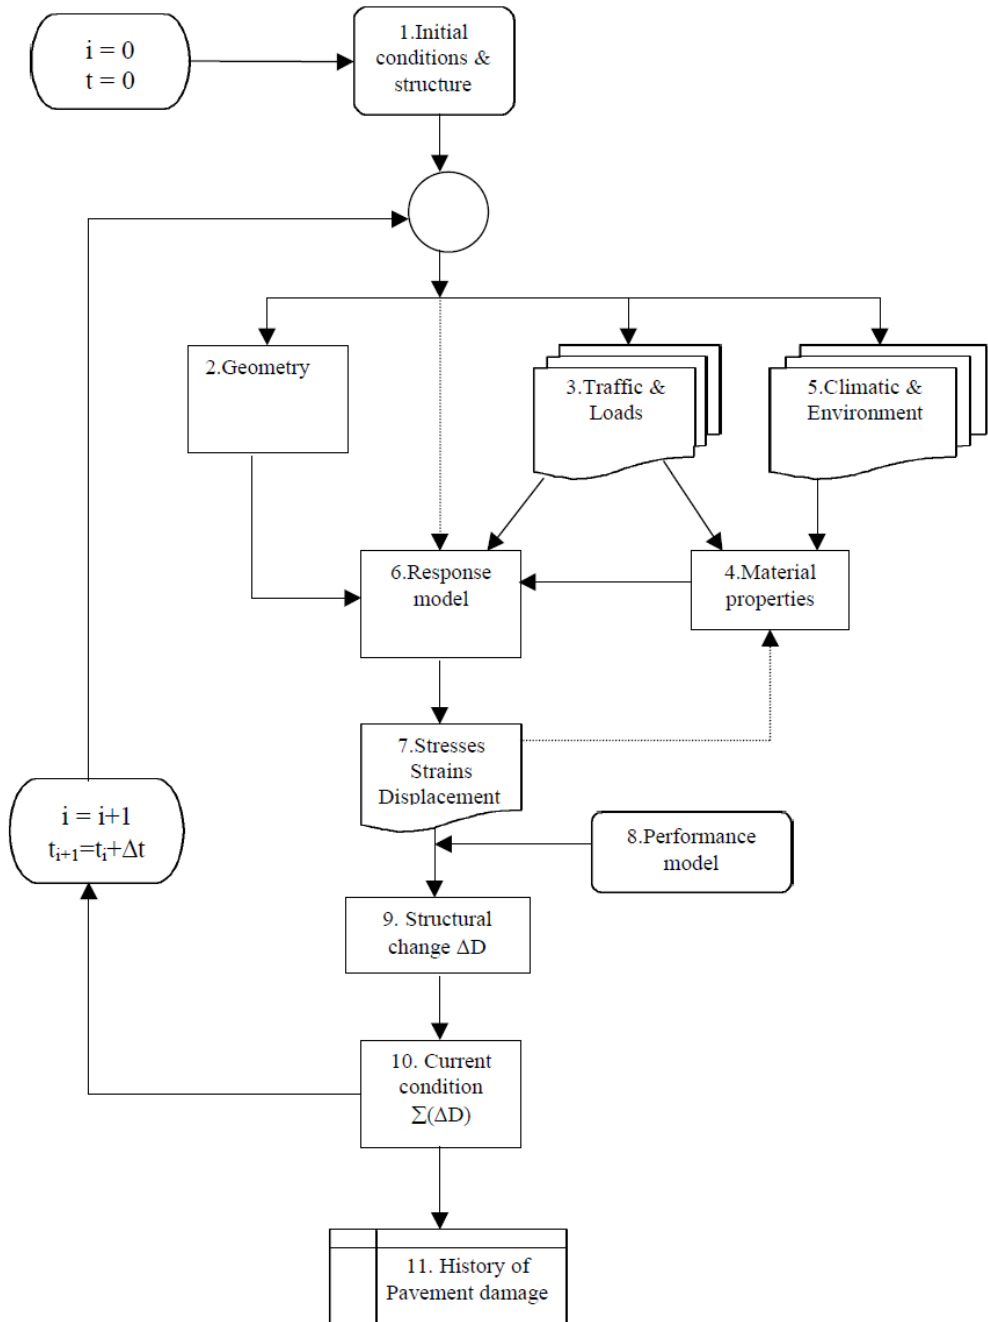 i = 0
t = 0
1.Initial
conditions &
structure
2.Geometry
3.Traffic &
Loads
5.Climatic &
Environment
6.Response
model
4.Material
properties
7.Stresses
Strains
Displacement
i = i+1
tᵢ₊₁=tᵢ+Δt
8.Performance
model
9. Structural
change ΔD
10. Current
condition
∑(ΔD)
11. History of
Pavement damage